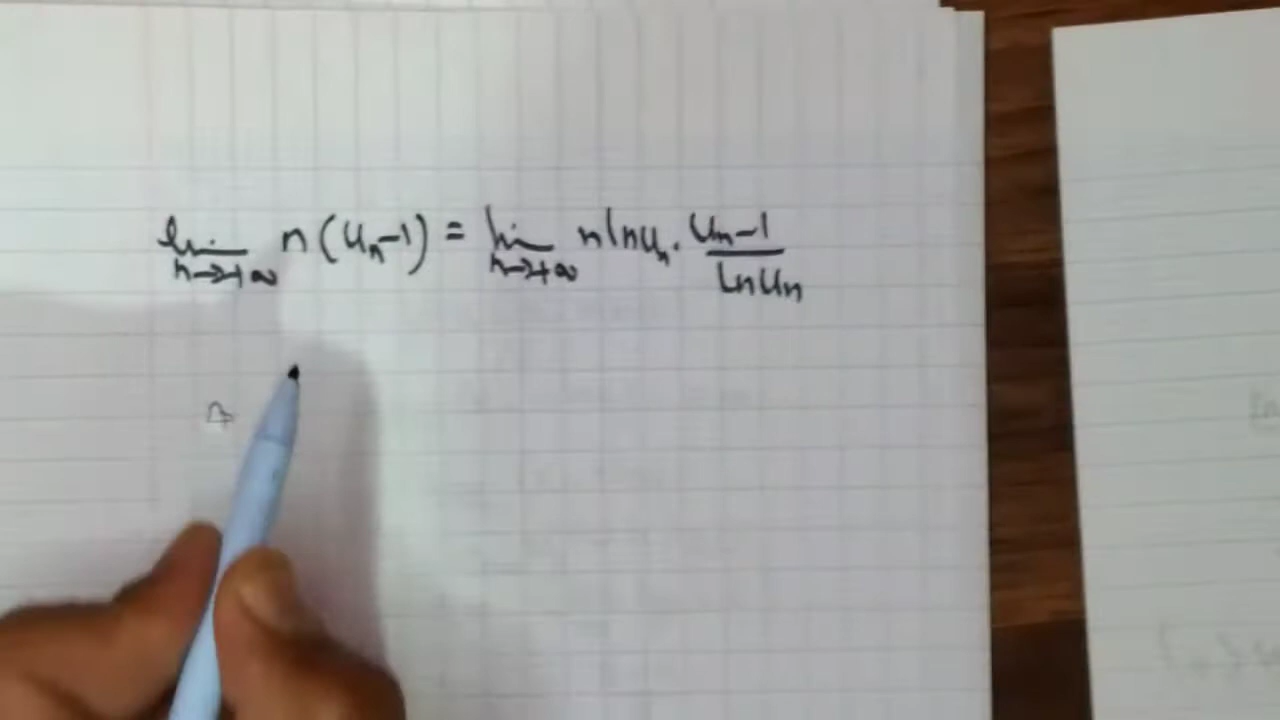 lim n(Uₙ-1) = lim n ln Uₙ . Uₙ-1 / Ln Uₙ
n→+∞ n→+∞